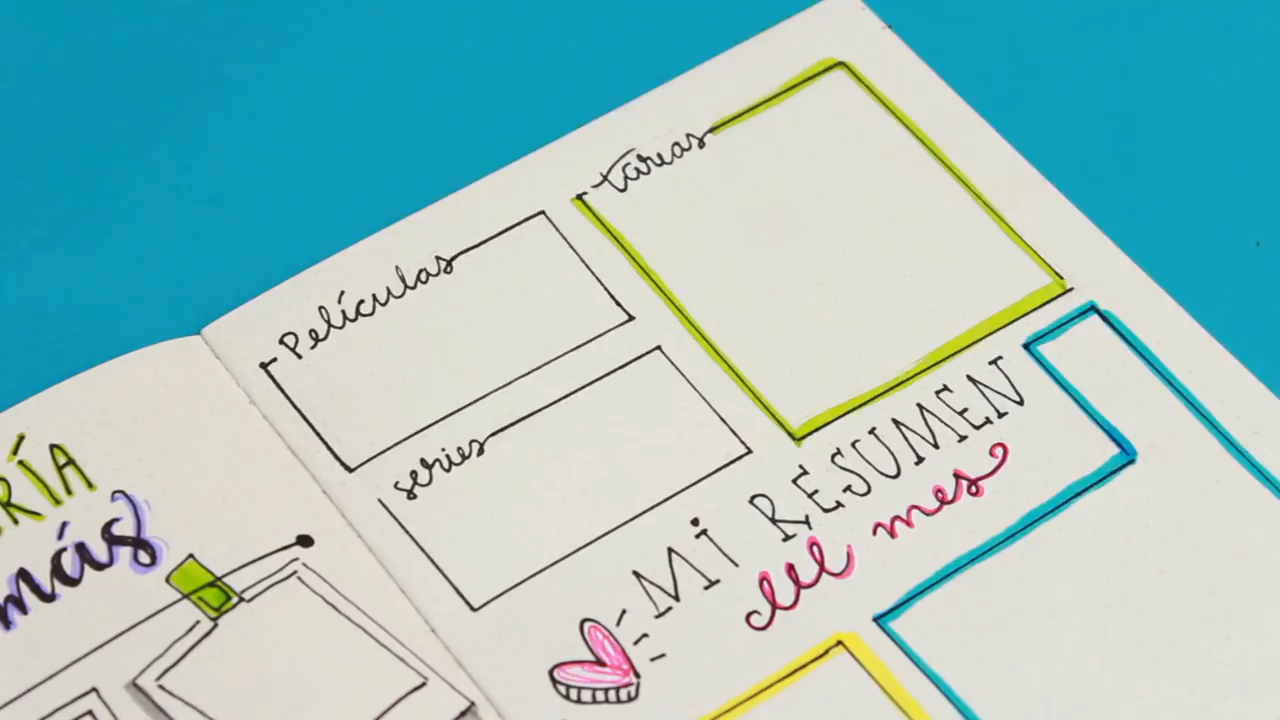 Películas
tareas
series
MI RESUMEN
del mes
RÍA
más